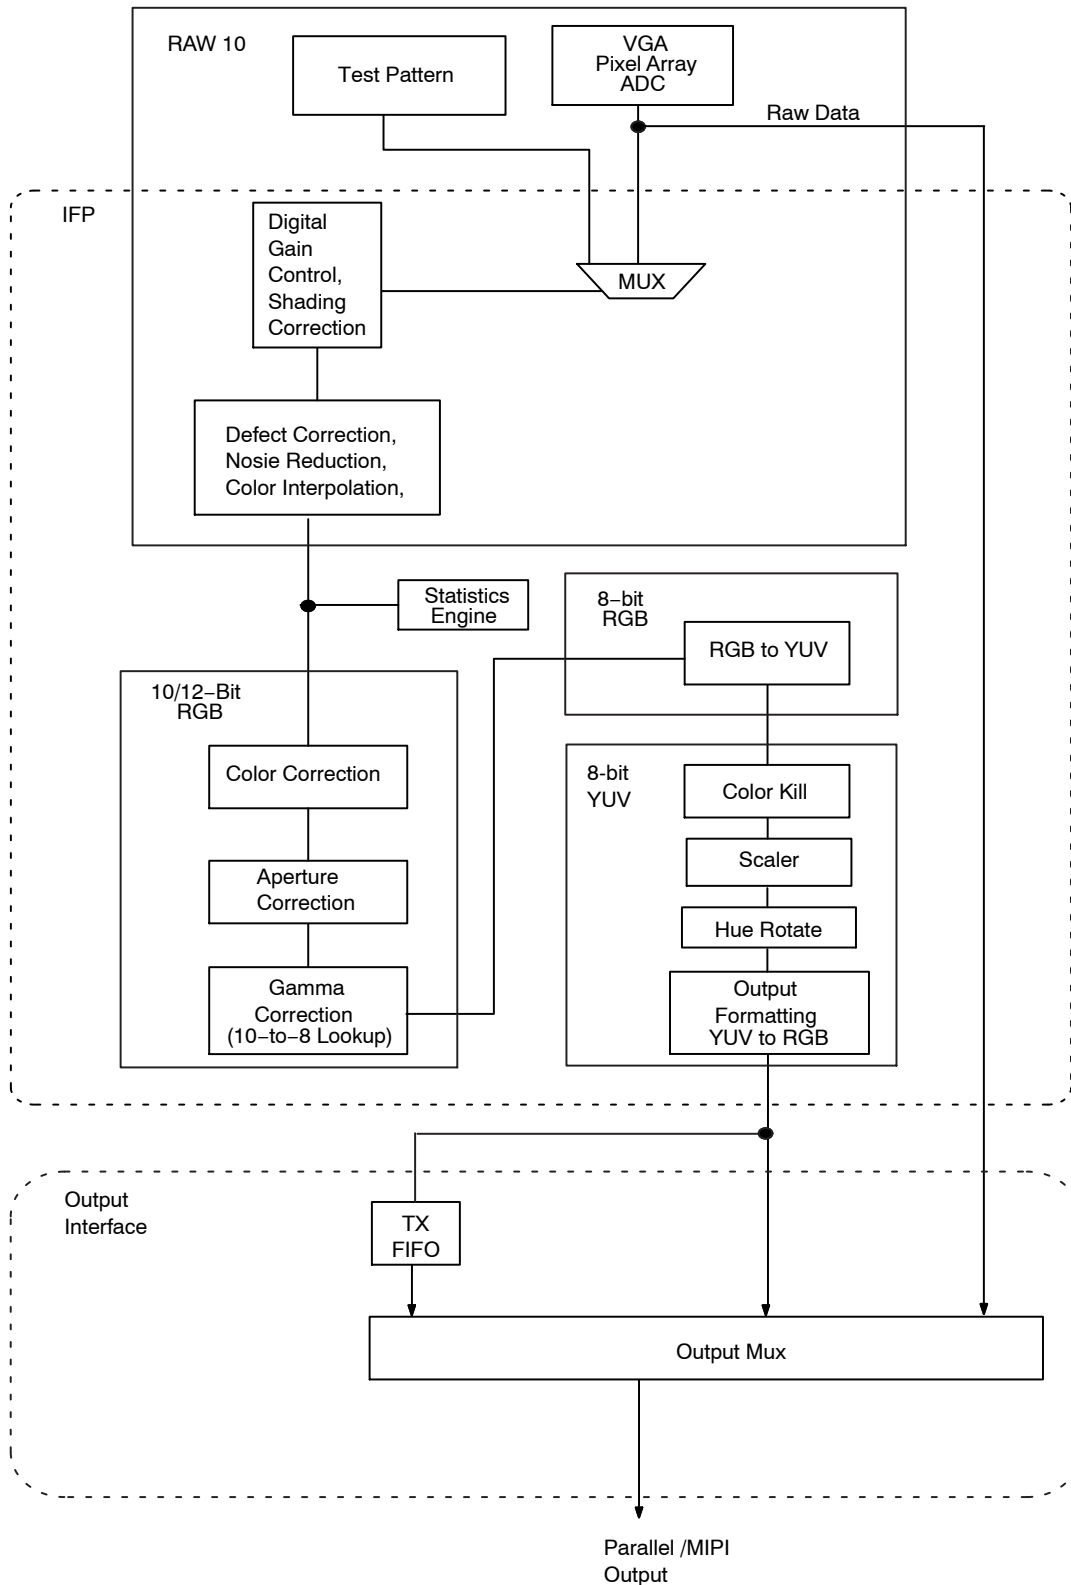 RAW 10
Test Pattern
VGA
Pixel Array
ADC
Raw Data
IFP
Digital
Gain
Control,
Shading
Correction
MUX
Defect Correction,
Nosie Reduction,
Color Interpolation,
Statistics
Engine
8−bit
RGB
RGB to YUV
10/12−Bit
RGB
Color Correction
Aperture
Correction
Gamma
Correction
(10−to−8 Lookup)
8-bit
YUV
Color Kill
Scaler
Hue Rotate
Output
Formatting
YUV to RGB
Output
Interface
TX
FIFO
Output Mux
Parallel /MIPI
Output